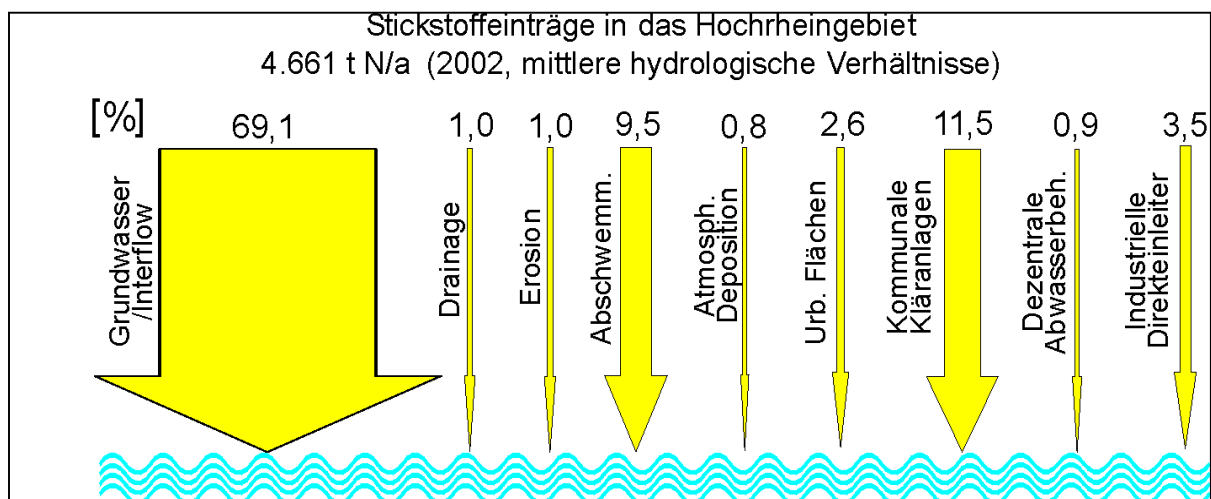 Stickstoffeinträge in das Hochrheingebiet
4.661 t N/a (2002, mittlere hydrologische Verhältnisse)
[%]
69,1
1,0
1,0
9,5
0,8
2,6
11,5
0,9
3,5
Grundwasser
/Interflow
Drainage
Erosion
Abschwemm.
Atmosph.
Deposition
Urb. Flächen
Kommunale
Kläranlagen
Dezentrale
Abwasserbeh.
Industrielle
Direkteinleiter